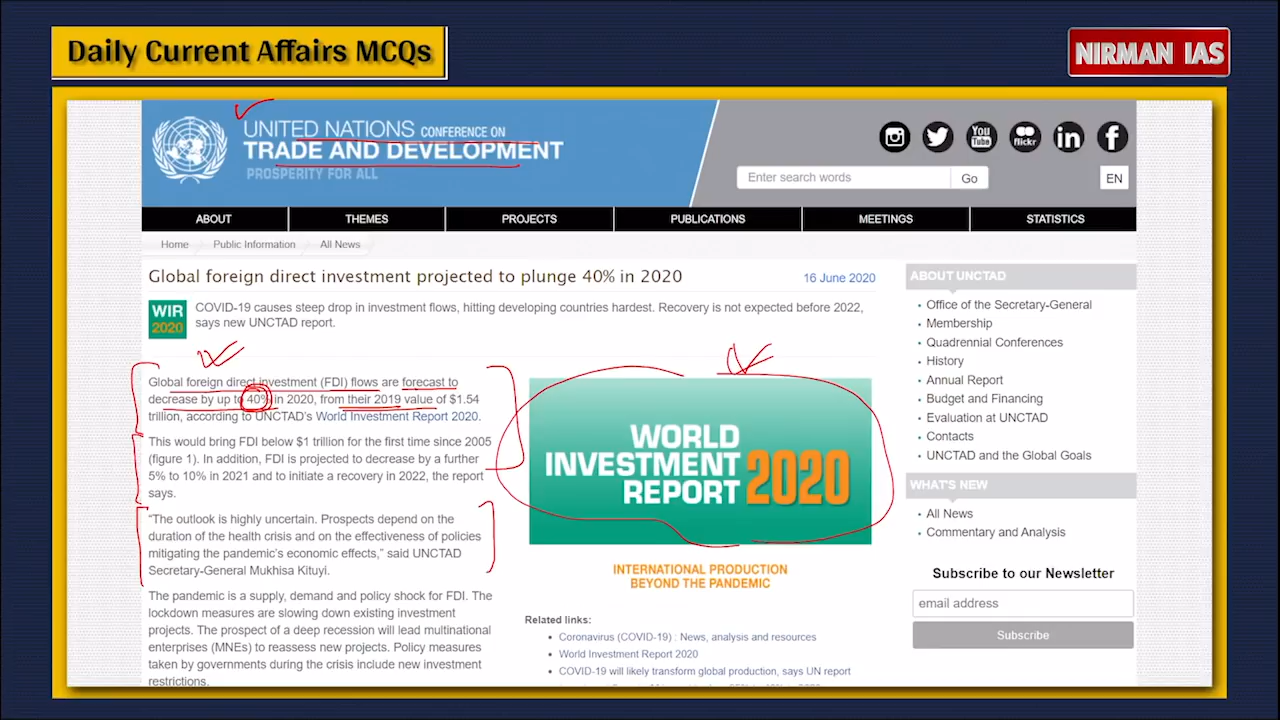 Daily Current Affairs MCQs
NIRMAN IAS
UNITED NATIONS CONFERENCE ON
TRADE AND DEVELOPMENT
PROSPERITY FOR ALL
You
Tube
flickr
in
f
Enter search words
Go
EN
ABOUT
THEMES
PROJECTS
PUBLICATIONS
MEETINGS
STATISTICS
Home
Public Information
All News
Global foreign direct investment projected to plunge 40% in 2020
16 June 2020
WIR
2020
COVID-19 causes steep drop in investment flows, hitting developing countries hardest. Recovery is not expected before 2022,
says new UNCTAD report.
Global foreign direct investment (FDI) flows are forecast to
decrease by up to 40% in 2020, from their 2019 value of $1.54
trillion, according to UNCTAD's World Investment Report 2020.
This would bring FDI below $1 trillion for the first time since 2005
(figure 1). In addition, FDI is projected to decrease by a further
5% to 10% in 2021 and to initiate a recovery in 2022, the report
says.
“The outlook is highly uncertain. Prospects depend on the
duration of the health crisis and on the effectiveness of policies
mitigating the pandemic's economic effects,” said UNCTAD
Secretary-General Mukhisa Kituyi.
The pandemic is a supply, demand and policy shock for FDI. The
lockdown measures are slowing down existing investment
projects. The prospect of a deep recession will lead multinational
enterprises (MNEs) to reassess new projects. Policy measures
taken by governments during the crisis include new investment
restrictions.
WORLD
INVESTMENT
REPORT 2020
INTERNATIONAL PRODUCTION
BEYOND THE PANDEMIC
Related links:
Coronavirus (COVID-19) : News, analysis and resources
World Investment Report 2020
COVID-19 will likely transform global production, says UN report
ABOUT UNCTAD
Office of the Secretary-General
Membership
Quadrennial Conferences
History
Annual Report
Budget and Financing
Evaluation at UNCTAD
Contacts
UNCTAD and the Global Goals
WHAT'S NEW
All News
Commentary and Analysis
Subscribe to our Newsletter
email address
Subscribe